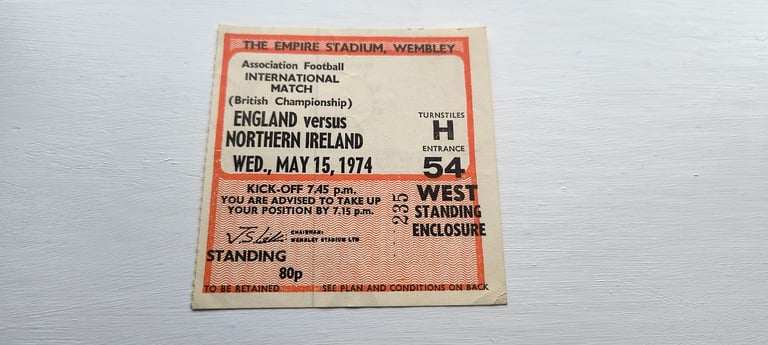 THE EMPIRE STADIUM, WEMBLEY
Association Football
INTERNATIONAL
MATCH
(British Championship)
ENGLAND versus
NORTHERN IRELAND
WED., MAY 15, 1974
TURNSTILES
H
ENTRANCE
54
WEST
STANDING
ENCLOSURE
KICK-OFF 7.45 p.m.
YOU ARE ADVISED TO TAKE UP
YOUR POSITION BY 7.15 p.m.
235
CHAIRMAN:
WEMBLEY STADIUM LTD
STANDING
80p
TO BE RETAINED
SEE PLAN AND CONDITIONS ON BACK